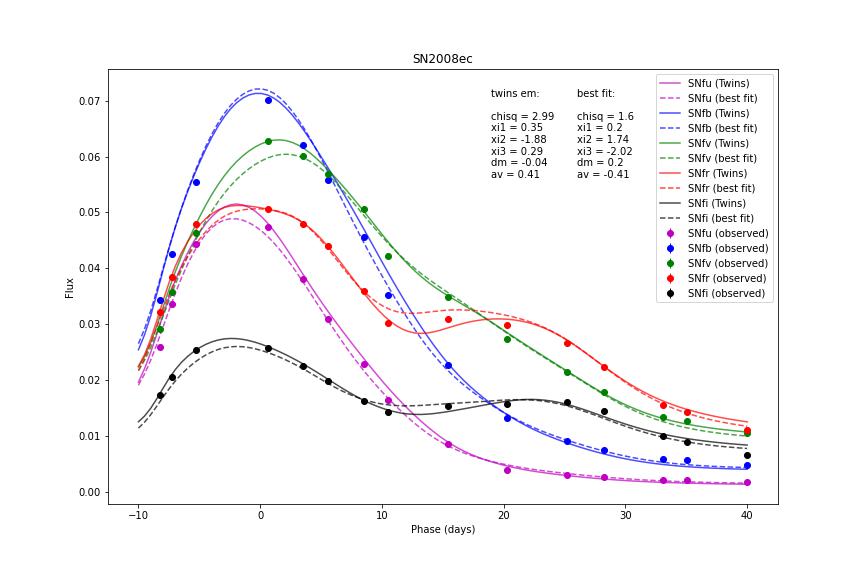 SN2008ec
twins em: best fit:
chisq = 2.99 chisq = 1.6
xi1 = 0.35 xi1 = 0.2
xi2 = -1.88 xi2 = 1.74
xi3 = 0.29 xi3 = -2.02
dm = -0.04 dm = 0.2
av = 0.41 av = -0.41
SNfu (Twins)
SNfu (best fit)
SNfb (Twins)
SNfb (best fit)
SNfv (Twins)
SNfv (best fit)
SNfr (Twins)
SNfr (best fit)
SNfi (Twins)
SNfi (best fit)
SNfu (observed)
SNfb (observed)
SNfv (observed)
SNfr (observed)
SNfi (observed)
0.07
0.06
0.05
0.04
0.03
0.02
0.01
0.00
Flux
−10 0 10 20 30 40
Phase (days)